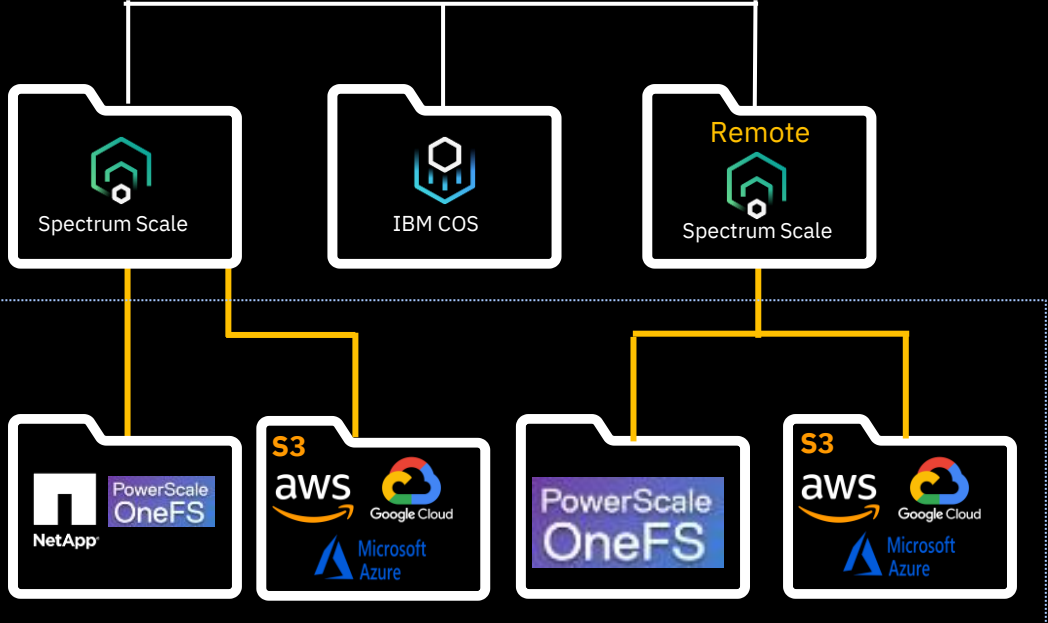 Spectrum Scale
IBM COS
Remote
Spectrum Scale
NetApp
PowerScale
OneFS
S3
aws
Google Cloud
Microsoft
Azure
PowerScale
OneFS
S3
aws
Google Cloud
Microsoft
Azure